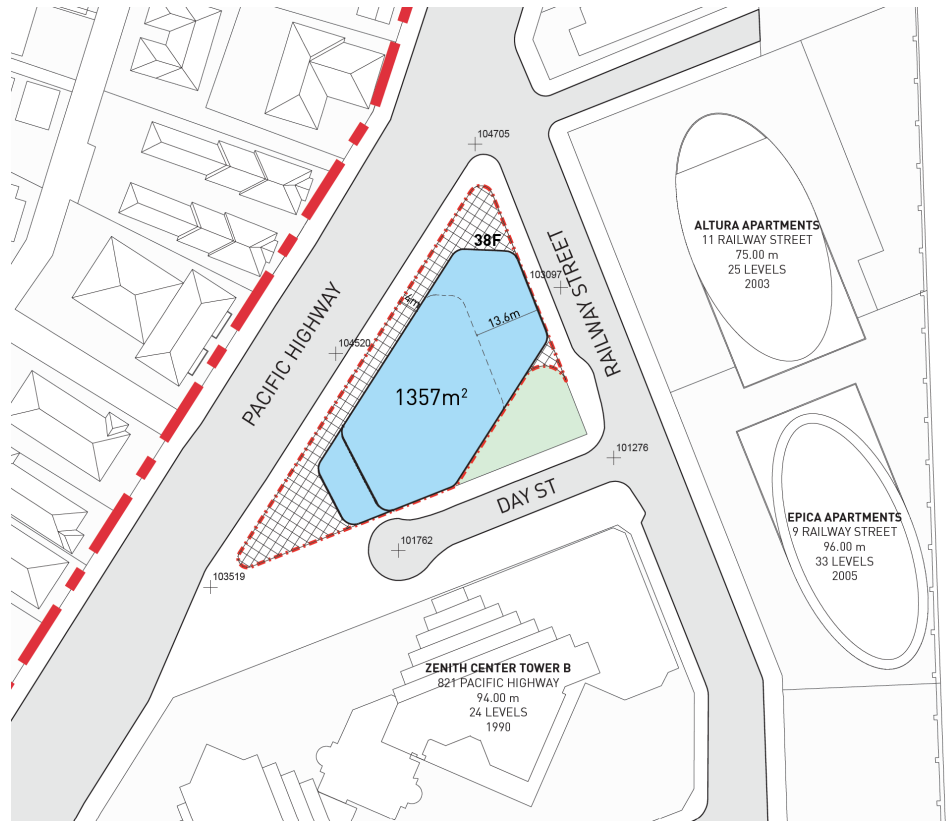 104705
38F
RAILWAY STREET
103097
4m
13.6m
PACIFIC HIGHWAY
104520
1357m²
ALTURA APARTMENTS
11 RAILWAY STREET
75.00 m
25 LEVELS
2003
101276
DAY ST
EPICA APARTMENTS
9 RAILWAY STREET
96.00 m
33 LEVELS
2005
101762
103519
ZENITH CENTER TOWER B
821 PACIFIC HIGHWAY
94.00 m
24 LEVELS
1990